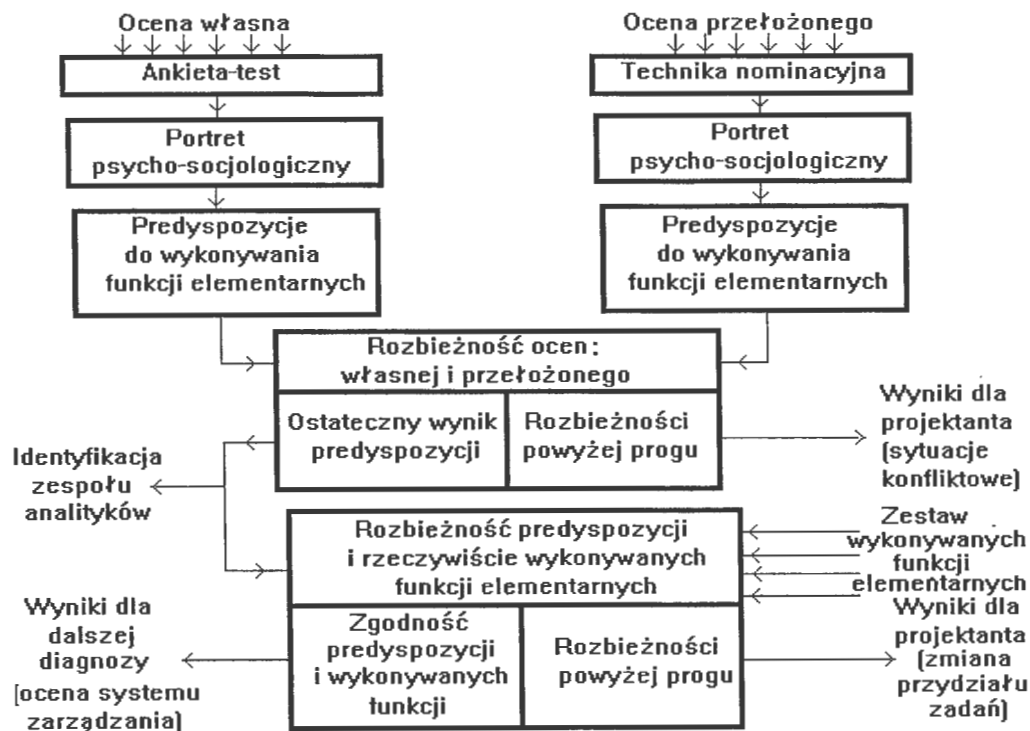 Ocena własna
Ankieta-test
Portret
psycho-socjologiczny
Predyspozycje
do wykonywania
funkcji elementarnych
Ocena przełożonego
Technika nominacyjna
Portret
psycho-socjologiczny
Predyspozycje
do wykonywania
funkcji elementarnych
Rozbieżność ocen:
własnej i przełożonego
Ostateczny wynik
predyspozycji
Rozbieżności
powyżej progu
Wyniki dla
projektanta
(sytuacje
konfliktowe)
Identyfikacja
zespołu
analityków
Rozbieżność predyspozycji
i rzeczywiście wykonywanych
funkcji elementarnych
Zestaw
wykonywanych
funkcji
elementarnych
Zgodność
predyspozycji
i wykonywanych
funkcji
Rozbieżności
powyżej progu
Wyniki dla
dalszej
diagnozy
(ocena systemu
zarządzania)
Wyniki dla
projektanta
(zmiana
przydziału
zadań)